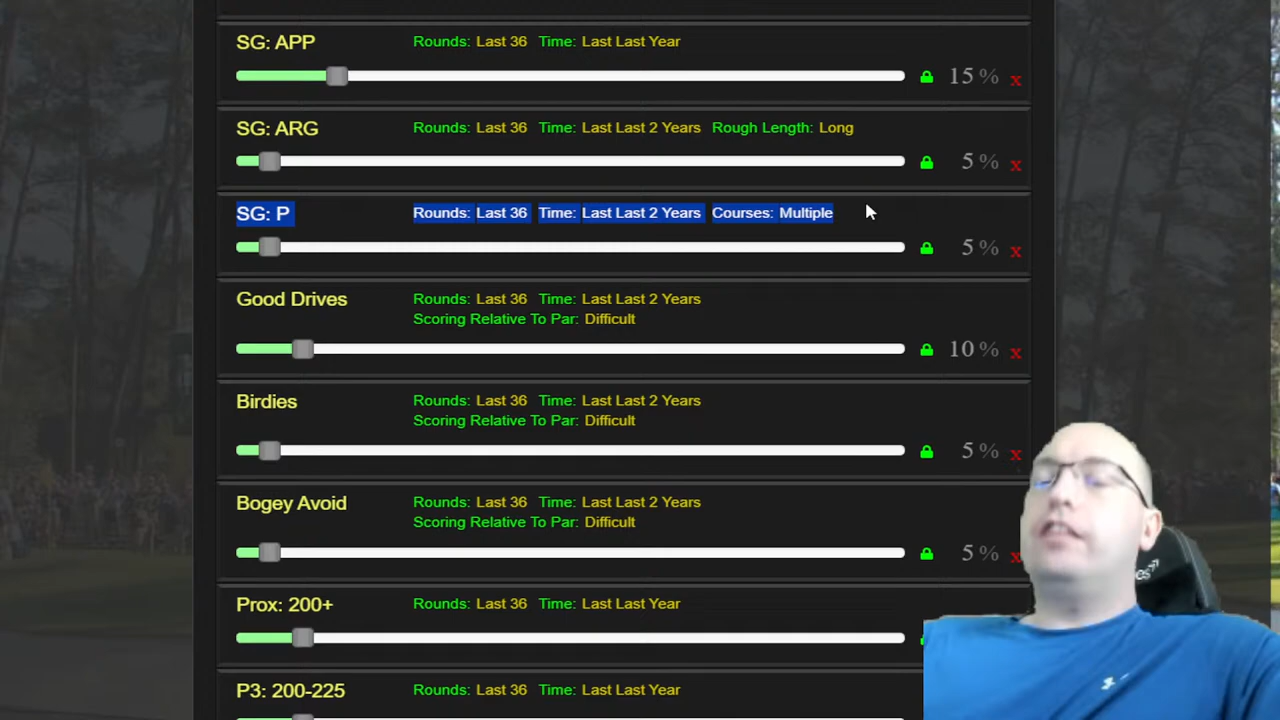 SG: APP Rounds: Last 36 Time: Last Last Year
15 % x
SG: ARG Rounds: Last 36 Time: Last Last 2 Years Rough Length: Long
5 % x
SG: P Rounds: Last 36 Time: Last Last 2 Years Courses: Multiple
5 % x
Good Drives Rounds: Last 36 Time: Last Last 2 Years
Scoring Relative To Par: Difficult
10 % x
Birdies Rounds: Last 36 Time: Last Last 2 Years
Scoring Relative To Par: Difficult
5 % x
Bogey Avoid Rounds: Last 36 Time: Last Last 2 Years
Scoring Relative To Par: Difficult
5 % x
Prox: 200+ Rounds: Last 36 Time: Last Last Year
P3: 200-225 Rounds: Last 36 Time: Last Last Year